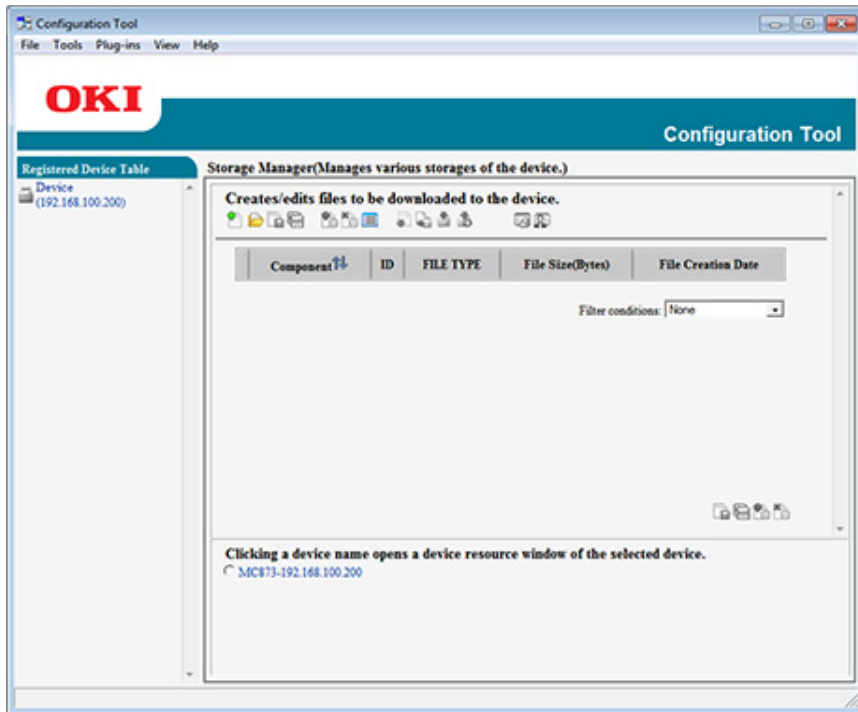 Configuration Tool
File Tools Plug-ins View Help
OKI
Configuration Tool
Registered Device Table
Device
(192.168.100.200)
Storage Manager(Manages various storages of the device.)
Creates/edits files to be downloaded to the device.
Component ID FILE TYPE File Size(Bytes) File Creation Date
Filter conditions: None
Clicking a device name opens a device resource window of the selected device.
MC873-192.168.100.200